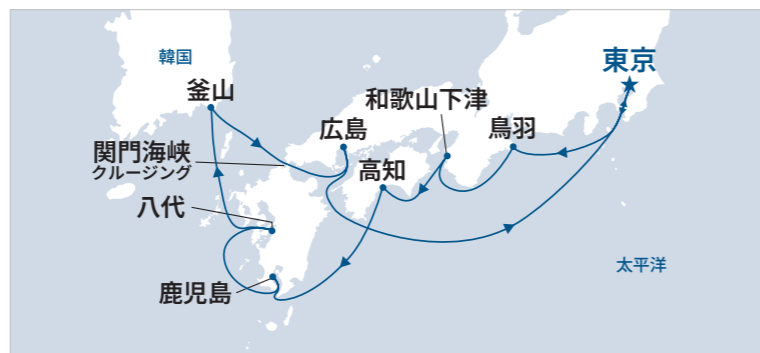 韓国
東京
釜山
和歌山下津
広島
鳥羽
関門海峡
クルージング
高知
八代
太平洋
鹿児島